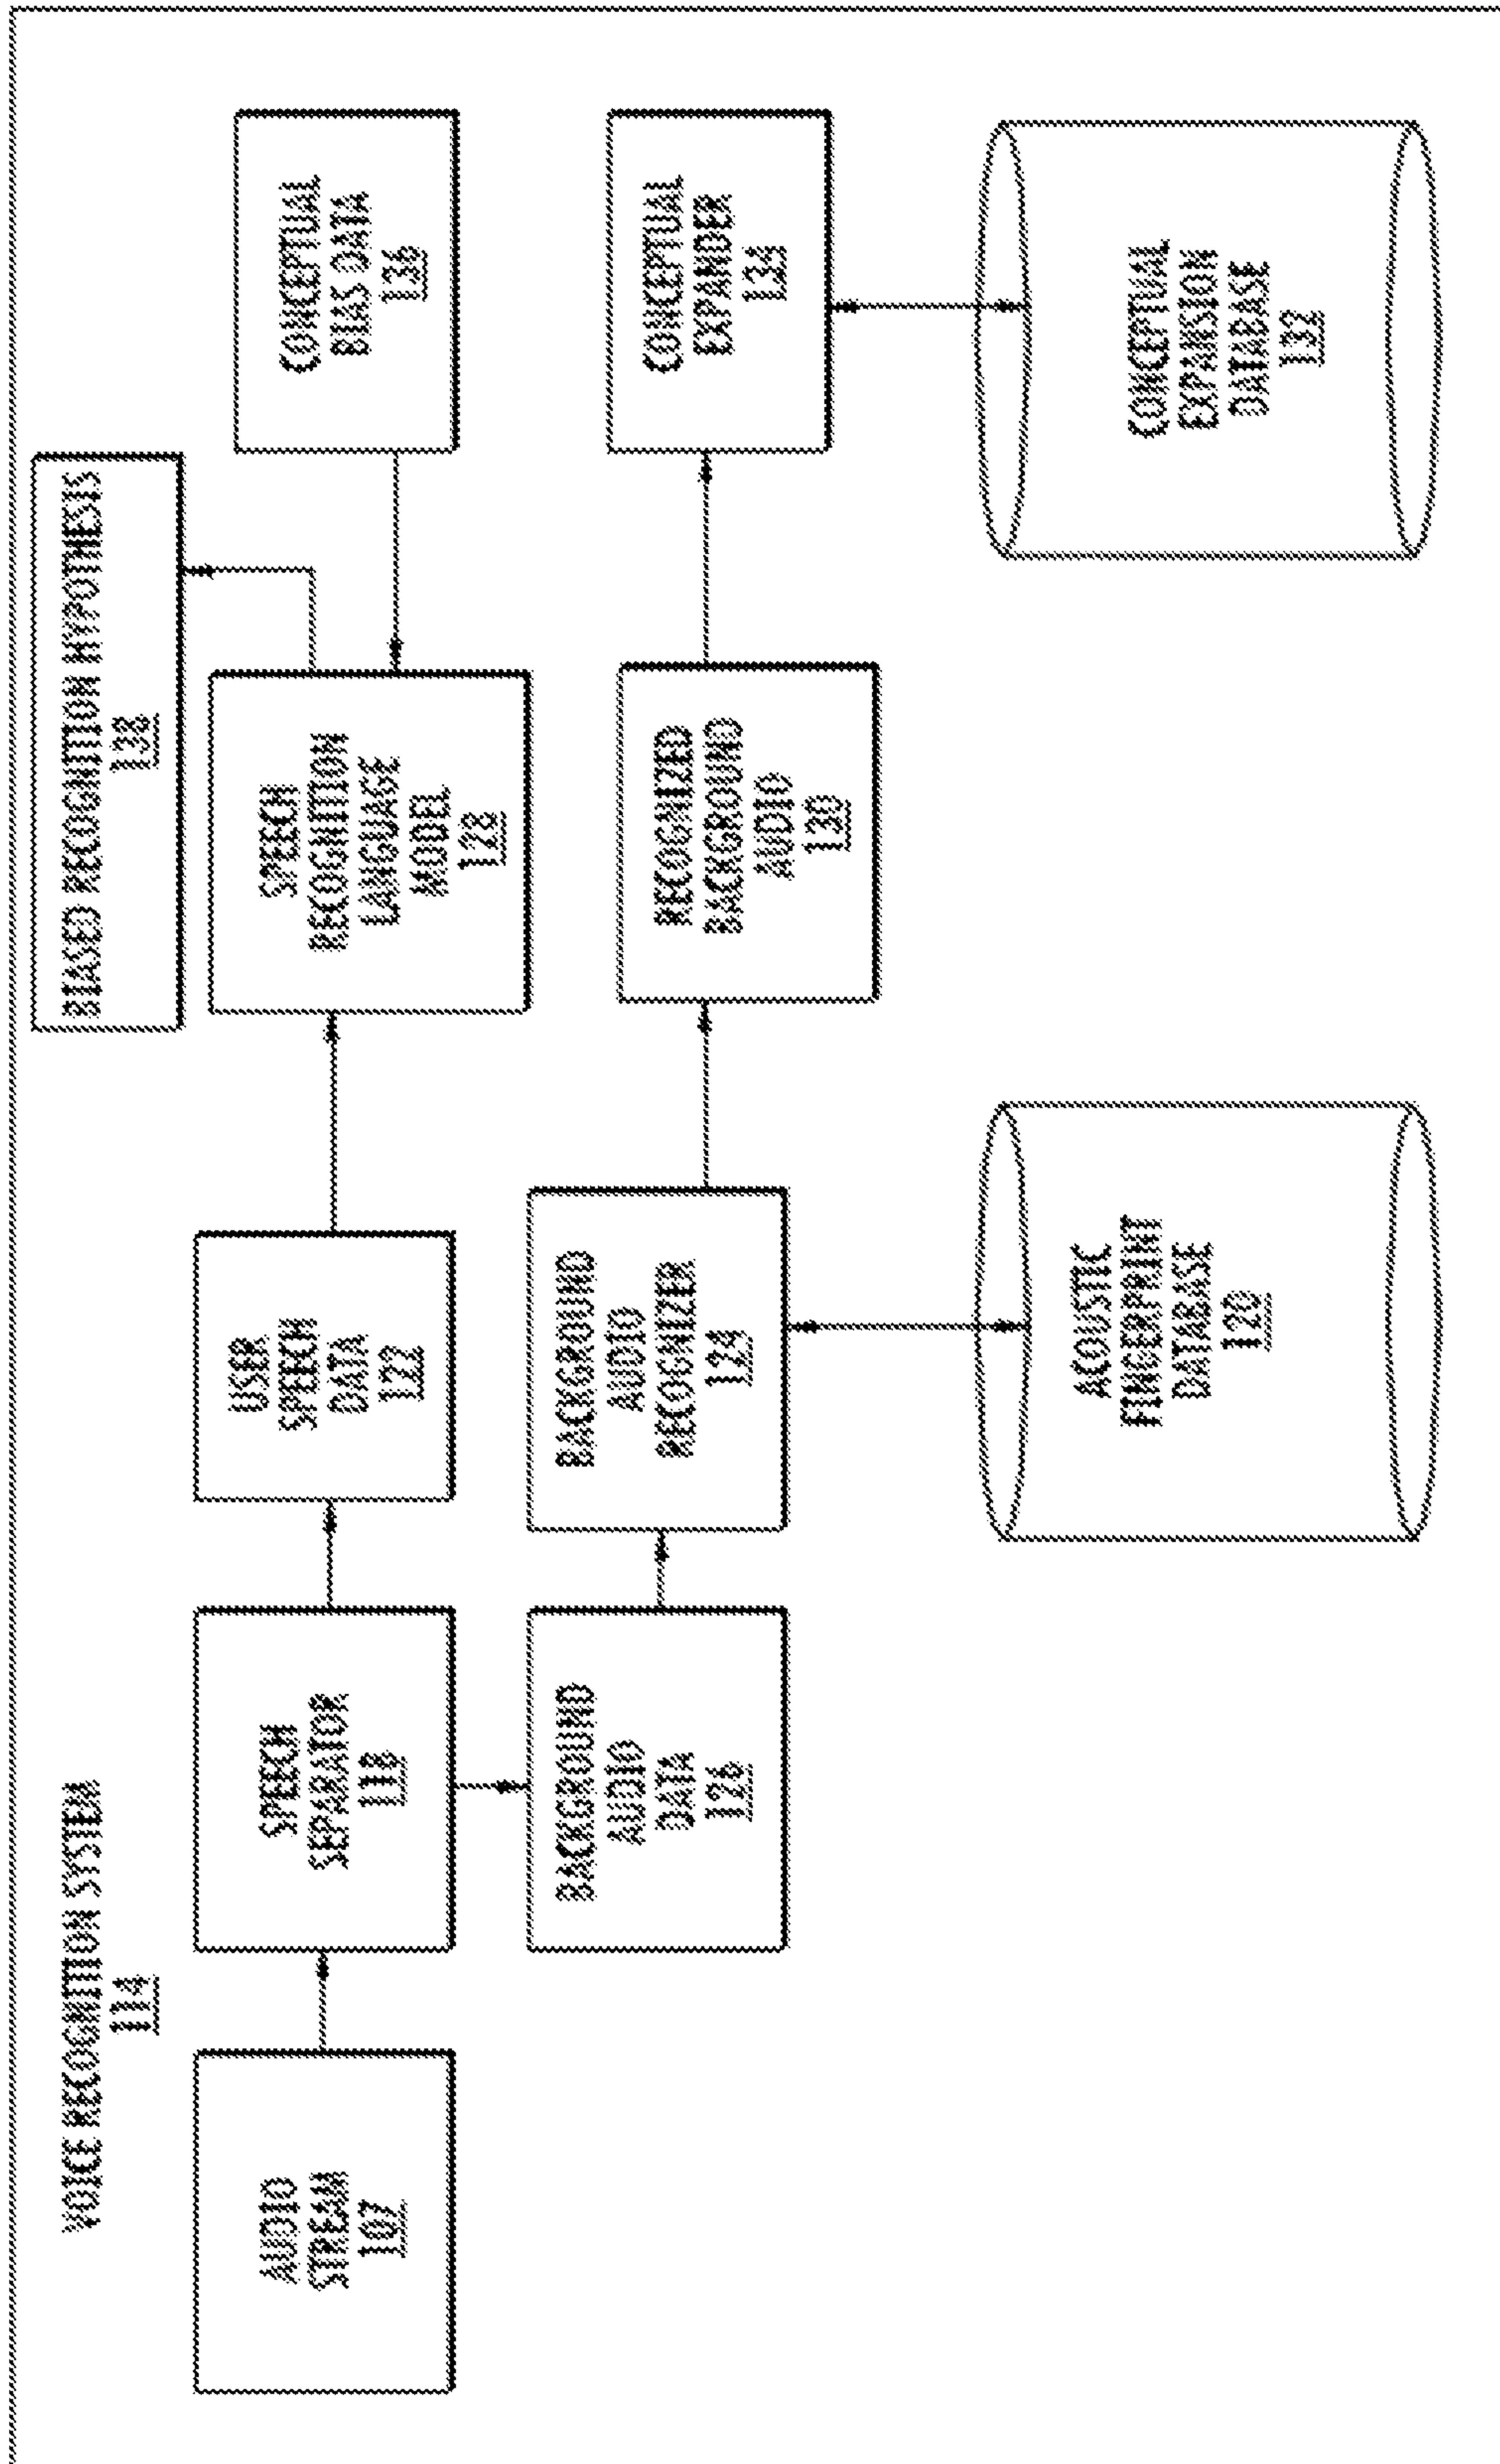 VOICE RECOGNITION SYSTEM
114
BIASED RECOGNITION HYPOTHESIS
138
AUDIO
STREAM
107
SPEECH
SEPARATOR
118
USER
SPEECH
DATA
122
SPEECH
RECOGNITION
LANGUAGE
MODEL
128
CONCEPTUAL
BIAS DATA
136
BACKGROUND
AUDIO
DATA
126
BACKGROUND
AUDIO
RECOGNIZER
124
RECOGNIZED
BACKGROUND
AUDIO
130
CONCEPTUAL
EXPANDER
134
ACOUSTIC
FINGERPRINT
DATABASE
120
CONCEPTUAL
EXPANSION
DATABASE
132